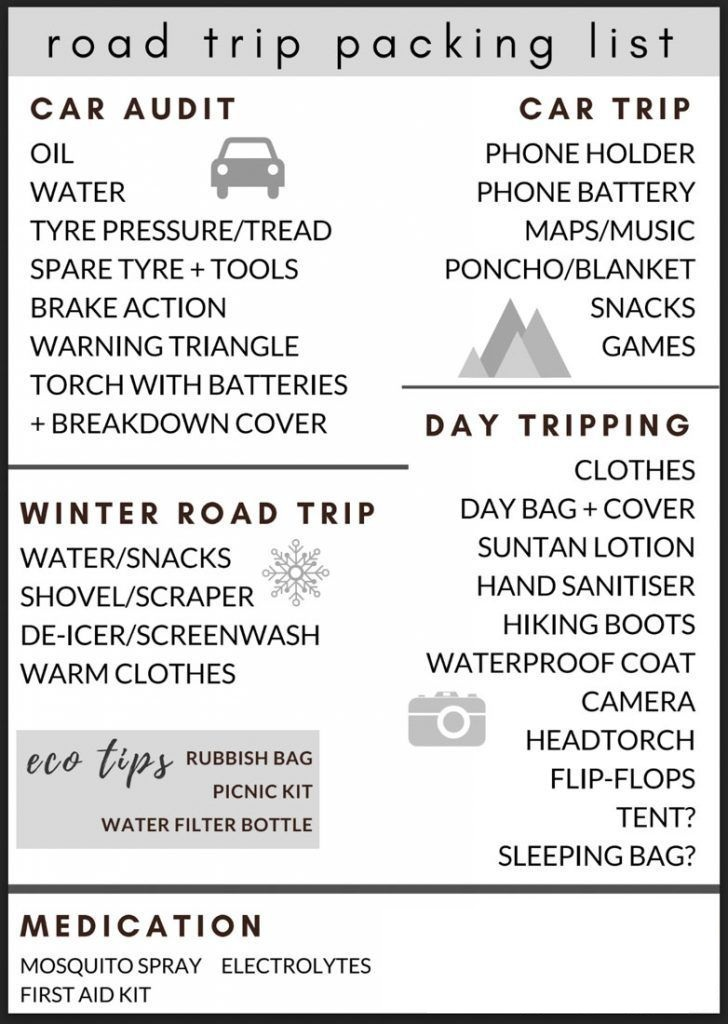 road trip packing list
CAR AUDIT
OIL
WATER
TYRE PRESSURE/TREAD
SPARE TYRE + TOOLS
BRAKE ACTION
WARNING TRIANGLE
TORCH WITH BATTERIES
+ BREAKDOWN COVER
CAR TRIP
PHONE HOLDER
PHONE BATTERY
MAPS/MUSIC
PONCHO/BLANKET
SNACKS
GAMES
WINTER ROAD TRIP
WATER/SNACKS
SHOVEL/SCRAPER
DE-ICER/SCREENWASH
WARM CLOTHES
DAY TRIPPING
CLOTHES
DAY BAG + COVER
SUNTAN LOTION
HAND SANITISER
HIKING BOOTS
WATERPROOF COAT
CAMERA
HEADTORCH
FLIP-FLOPS
TENT?
SLEEPING BAG?
eco tips RUBBISH BAG
PICNIC KIT
WATER FILTER BOTTLE
MEDICATION
MOSQUITO SPRAY ELECTROLYTES
FIRST AID KIT